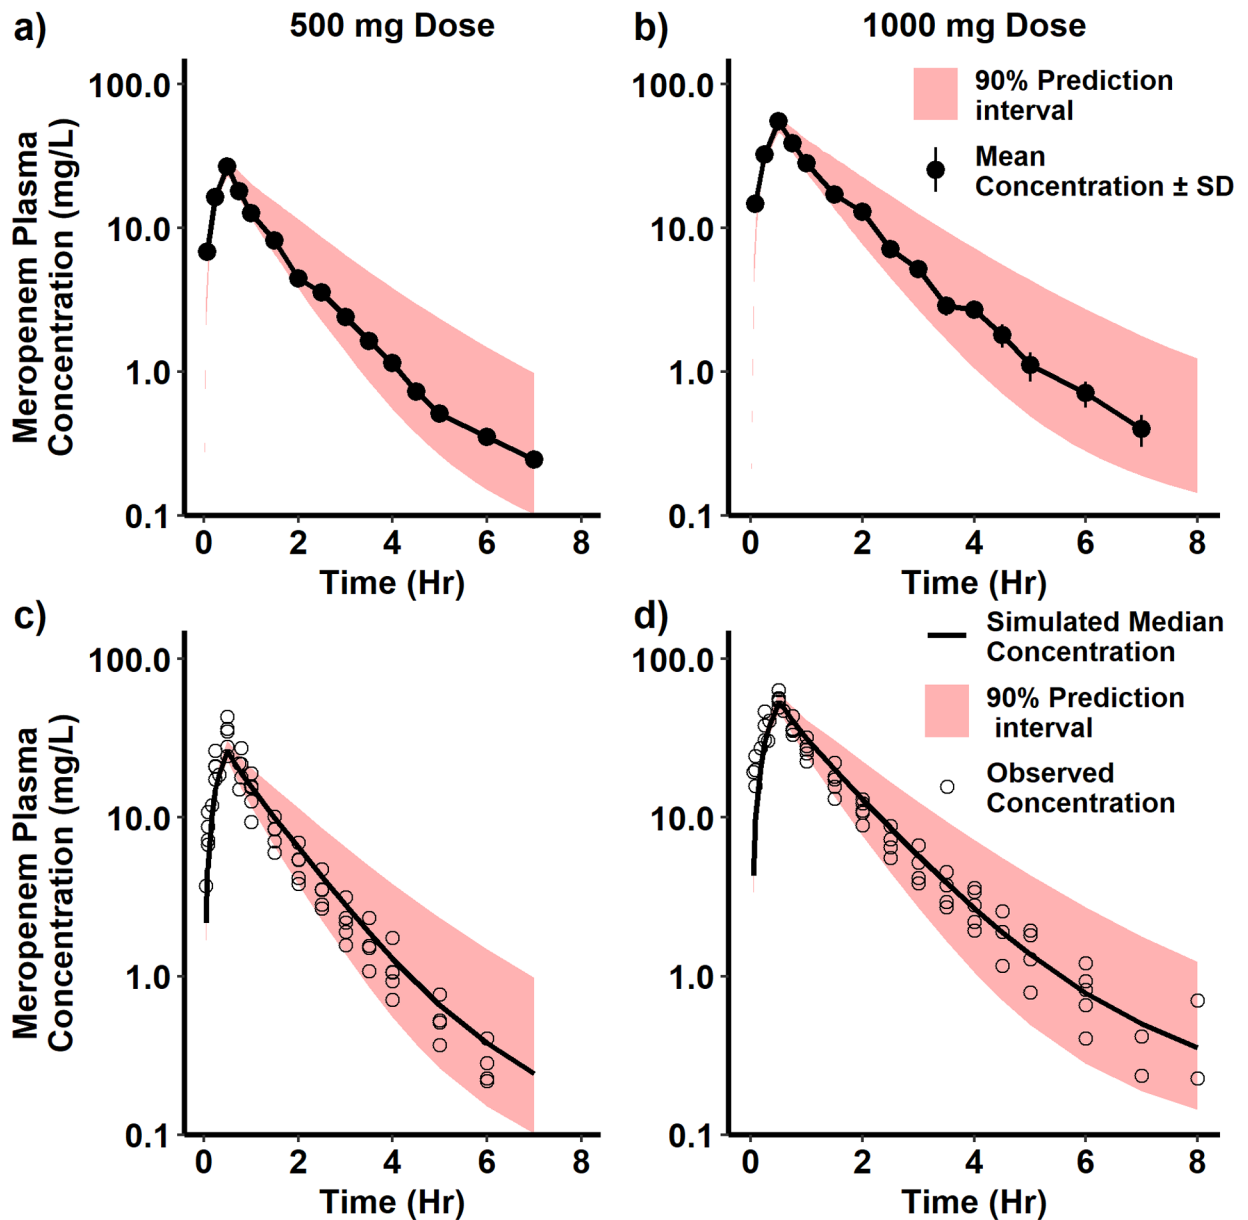 a)
500 mg Dose
b)
1000 mg Dose
Meropenem Plasma
Concentration (mg/L)
100.0
10.0
1.0
0.1
0 2 4 6 8
Time (Hr)
100.0
10.0
1.0
0.1
0 2 4 6 8
Time (Hr)
90% Prediction
interval
Mean
Concentration ± SD
c)
d)
Meropenem Plasma
Concentration (mg/L)
100.0
10.0
1.0
0.1
0 2 4 6 8
Time (Hr)
100.0
10.0
1.0
0.1
0 2 4 6 8
Time (Hr)
Simulated Median
Concentration
90% Prediction
interval
Observed
Concentration